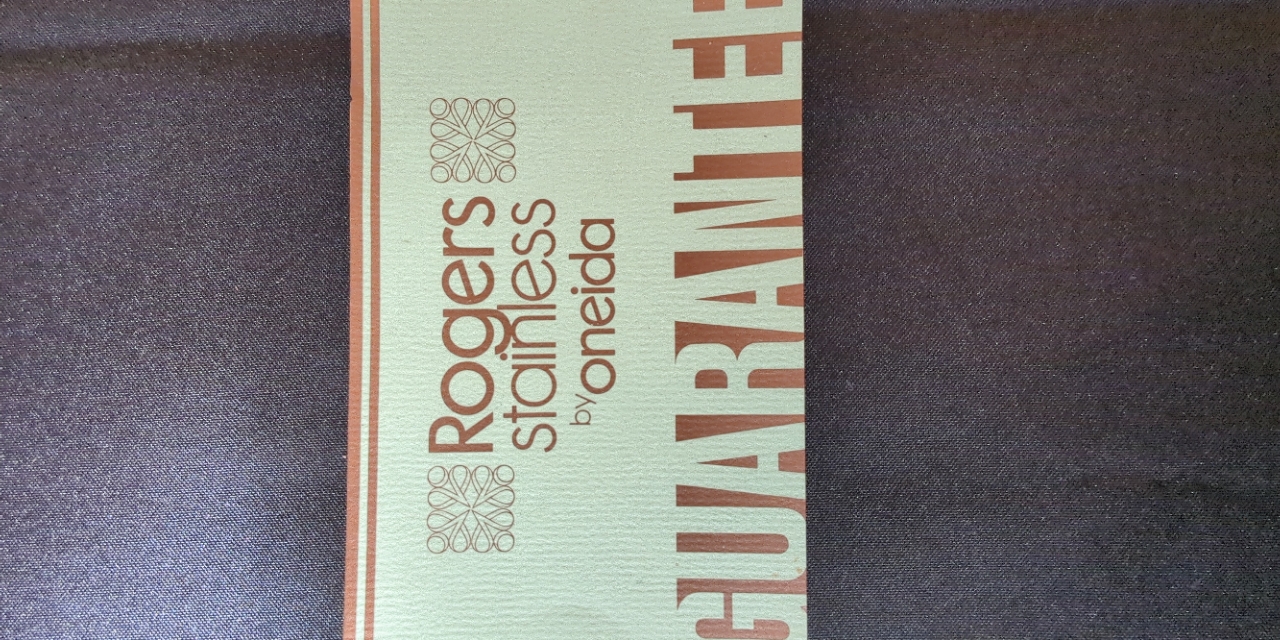 Rogers
stainless
by oneida
GUARANTEE